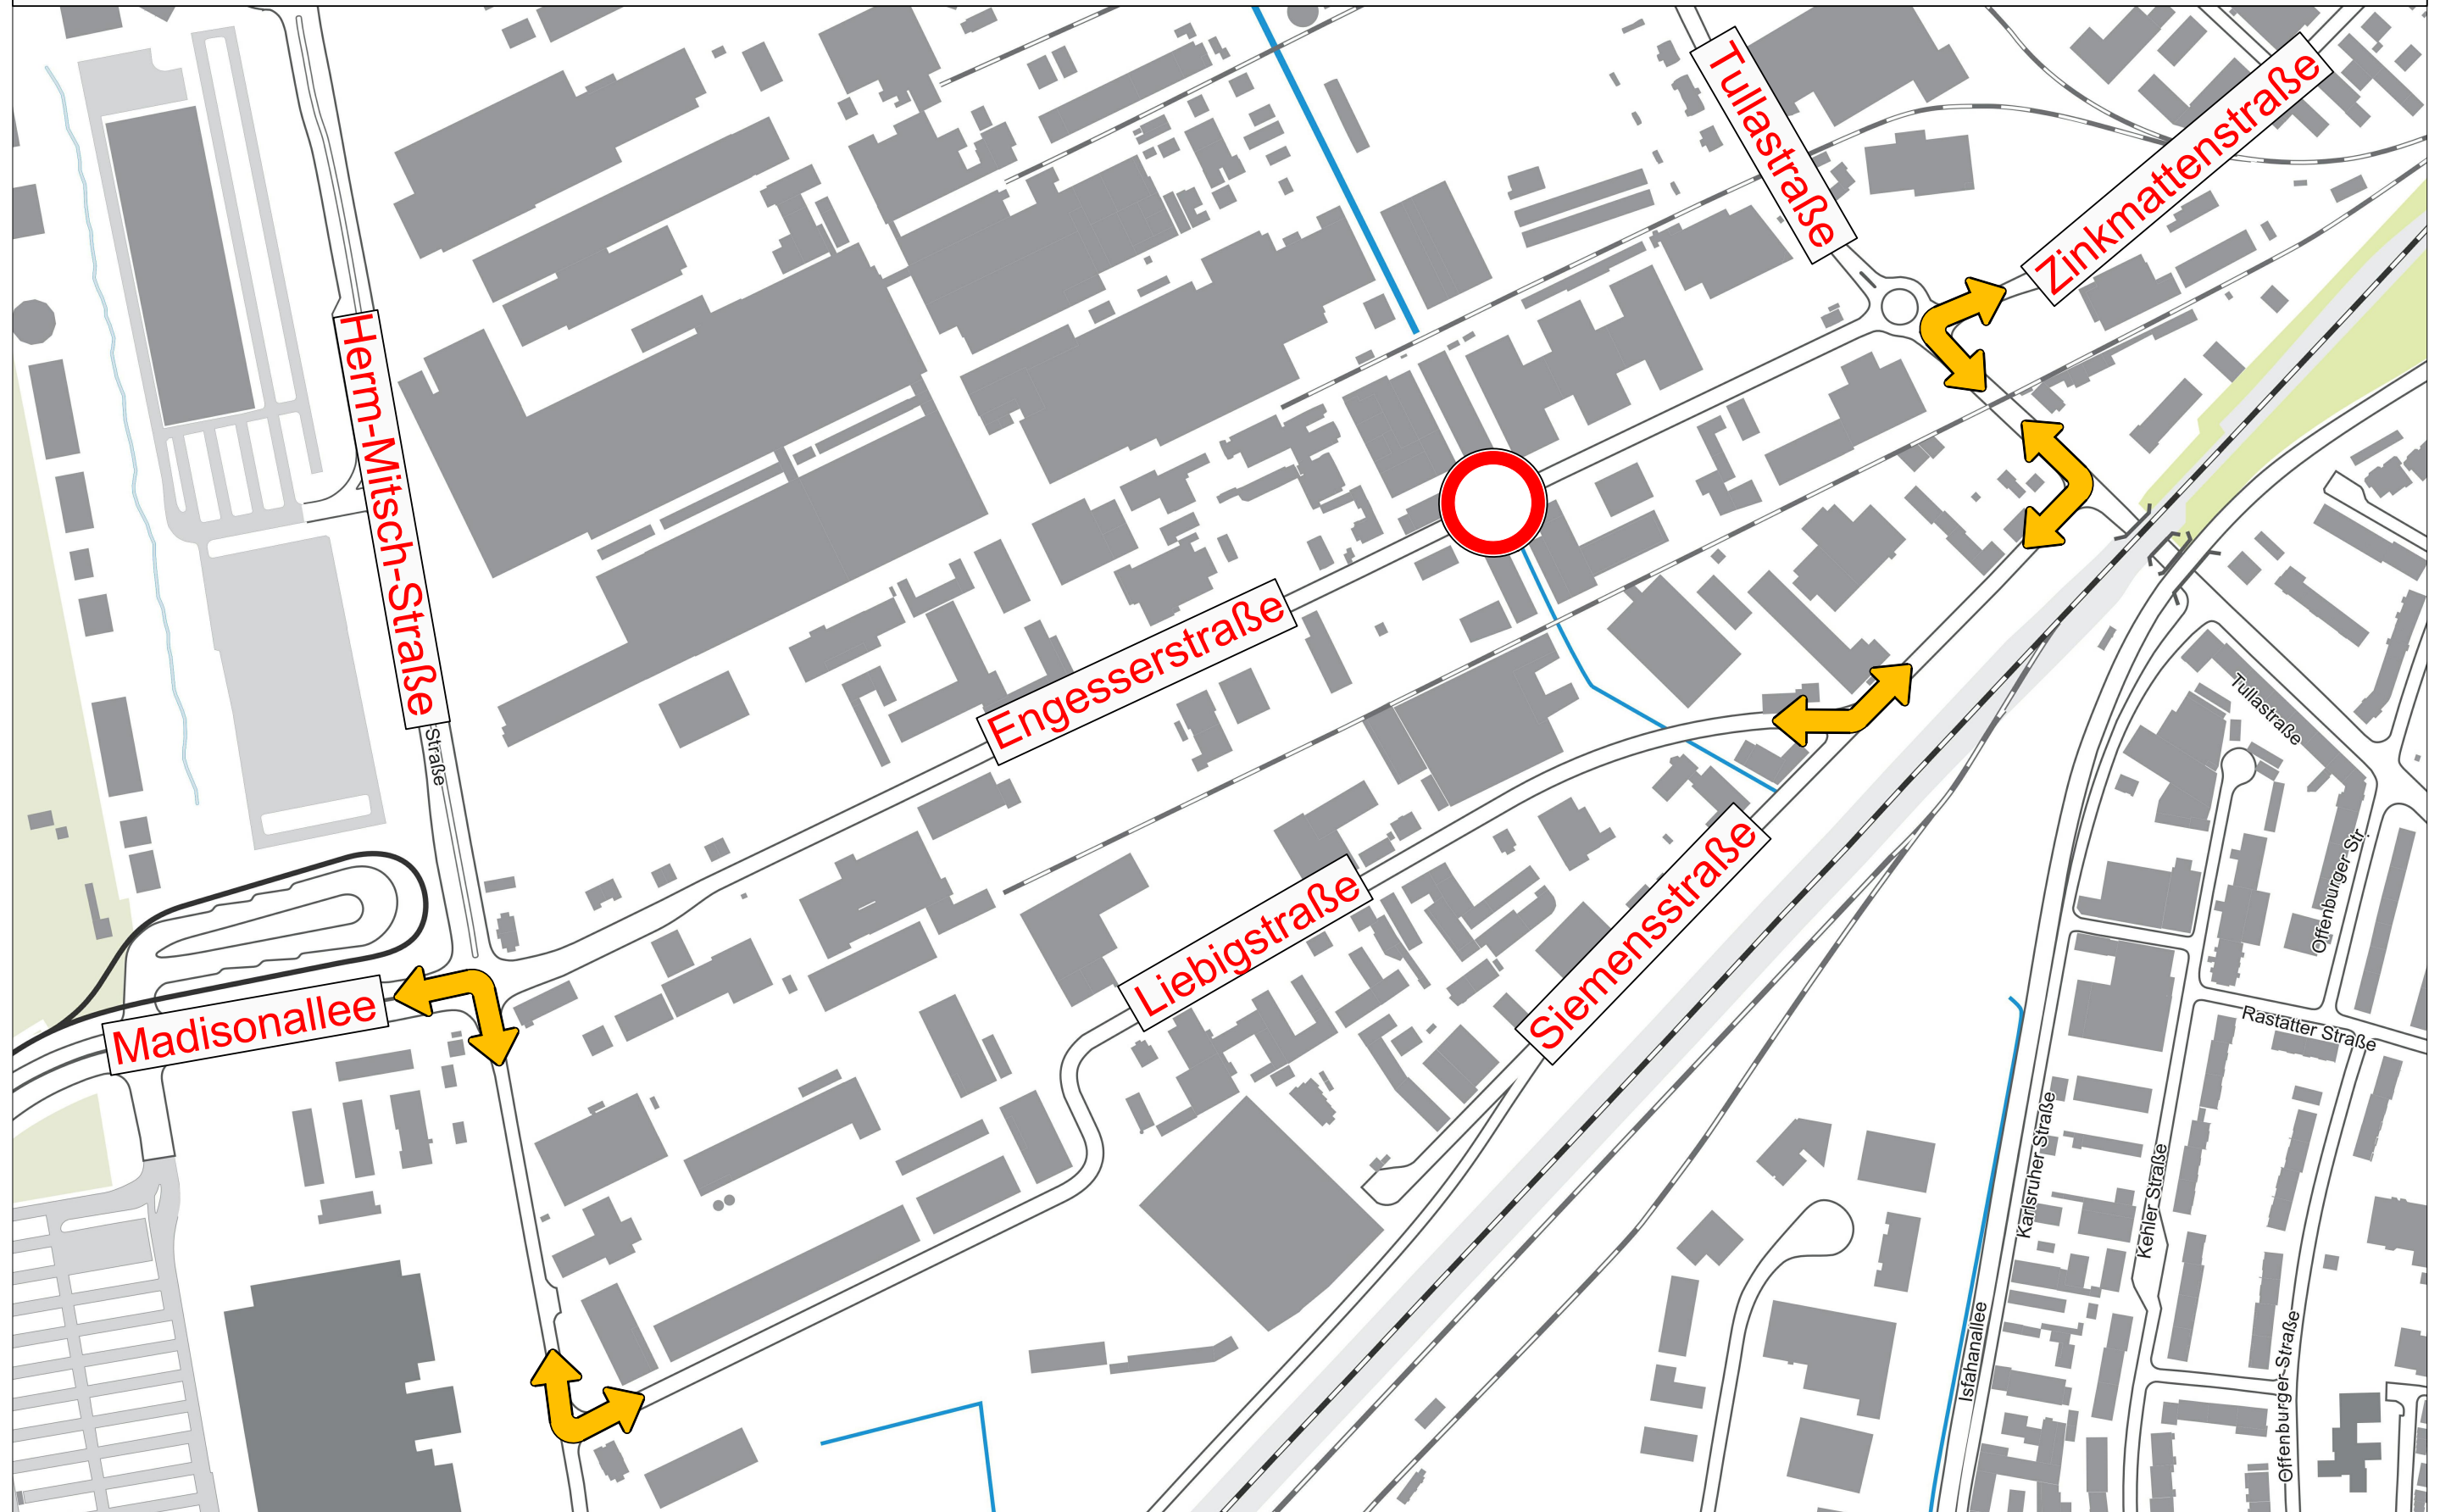 Tullastraße
Zinkmattenstraße
Herm-Mitsch-Straße
Straße
Engesserstraße
Tullastraße
Liebigstraße
Siemensstraße
Offenburger Str.
Madisonallee
Rastatter Straße
Karlsruher Straße
Kehler Straße
Isfahanallee
Offenburger-Straße